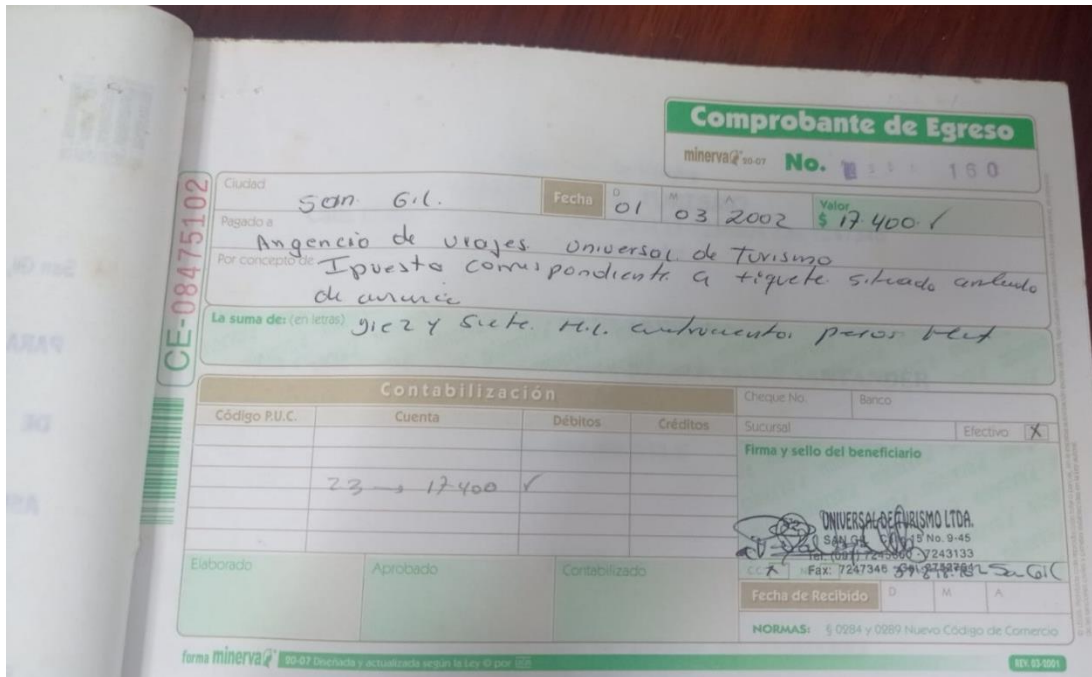 Comprobante de Egreso
minerva 20-07 No. 160
CE-08475102
Ciudad San Gil. Fecha D 01 M 03 A 2002 Valor $ 17.400.
Pagado a Angencia de viajes Universal de Turismo
Por concepto de Ipuesto correspondiente a tiquete situado
de
La suma de: (en letras) Diez y Siete Mil cuatrocientos pesos
Contabilización
Código P.U.C. Cuenta Débitos Créditos
23 → 17.400 ✓
Cheque No. Banco
Sucursal Efectivo X
Firma y sello del beneficiario
UNIVERSAL DE TURISMO LTDA.
SAN GIL No. 9-45
7243133
Fax: 7247346 San Gil
Elaborado Aprobado Contabilizado
Fecha de Recibido D M A
NORMAS: § 0284 y 0289 Nuevo Código de Comercio
forma minerva 20-07 Diseñada y actualizada según la Ley © por
REV. 03-2001